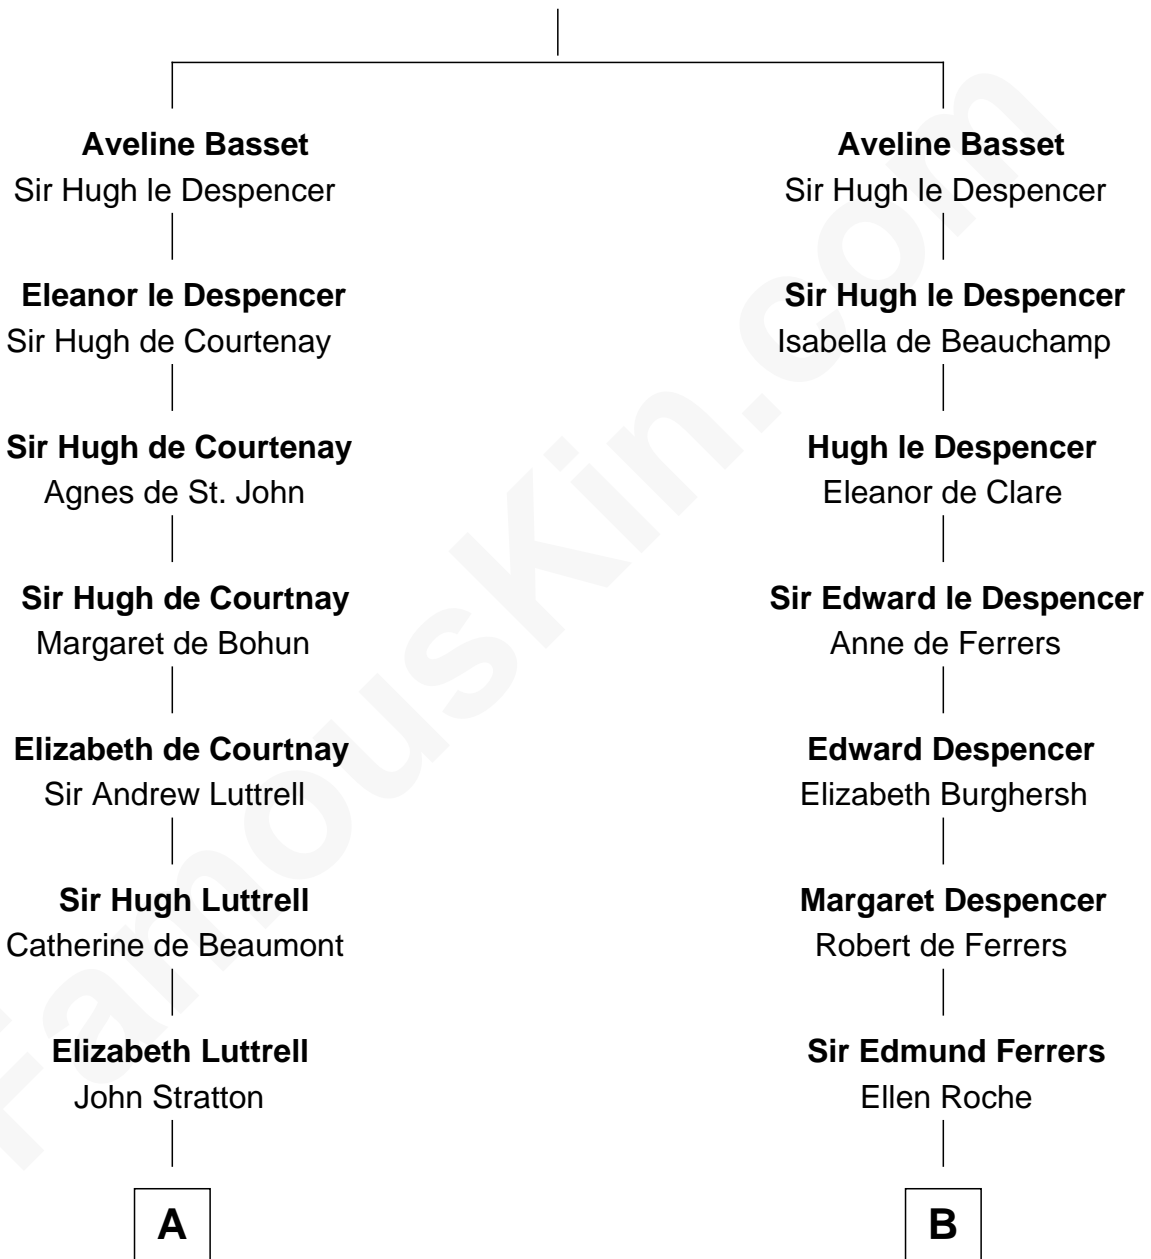 Aveline Basset
Sir Hugh le Despencer
Eleanor le Despencer
Sir Hugh de Courtenay
Sir Hugh de Courtenay
Agnes de St. John
Sir Hugh de Courtnay
Margaret de Bohun
Elizabeth de Courtnay
Sir Andrew Luttrell
Sir Hugh Luttrell
Catherine de Beaumont
Elizabeth Luttrell
John Stratton
A
Aveline Basset
Sir Hugh le Despencer
Sir Hugh le Despencer
Isabella de Beauchamp
Hugh le Despencer
Eleanor de Clare
Sir Edward le Despencer
Anne de Ferrers
Edward Despencer
Elizabeth Burghersh
Margaret Despencer
Robert de Ferrers
Sir Edmund Ferrers
Ellen Roche
B
FamousKin.com